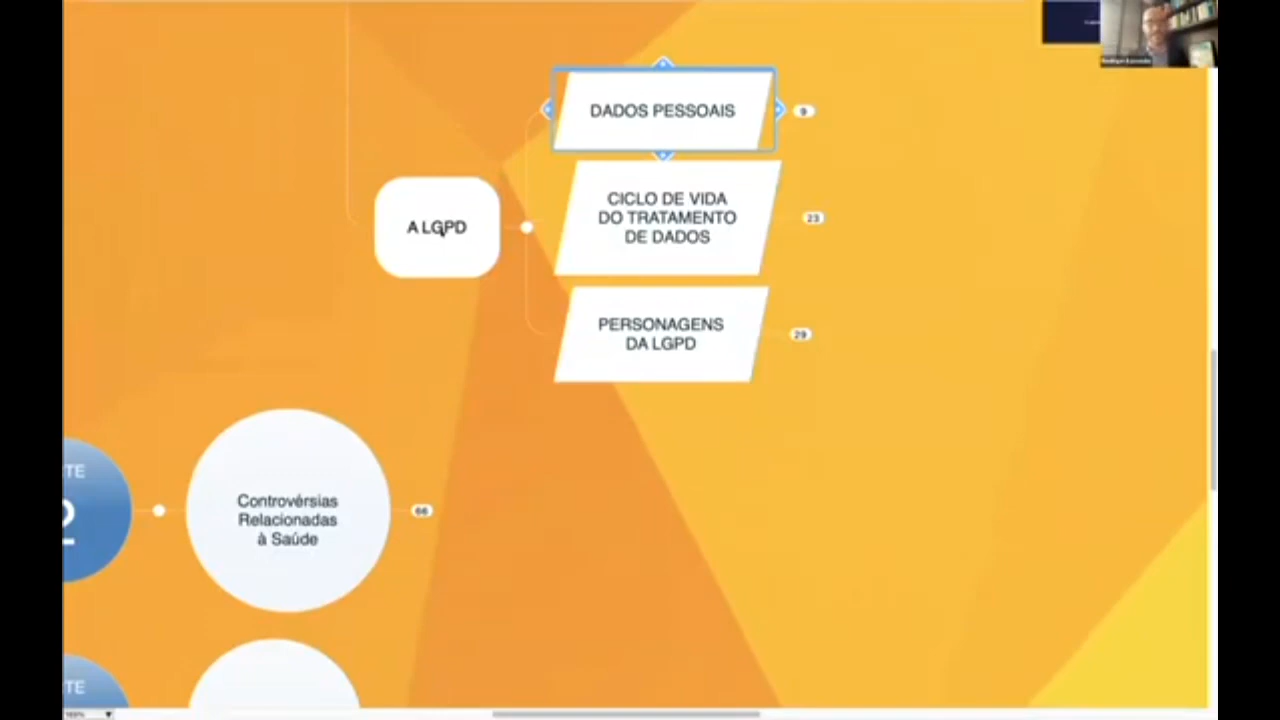 DADOS PESSOAIS
9
CICLO DE VIDA
DO TRATAMENTO
DE DADOS
23
A LGPD
PERSONAGENS
DA LGPD
29
TE
2
Controvérsias
Relacionadas
à Saúde
66
TE